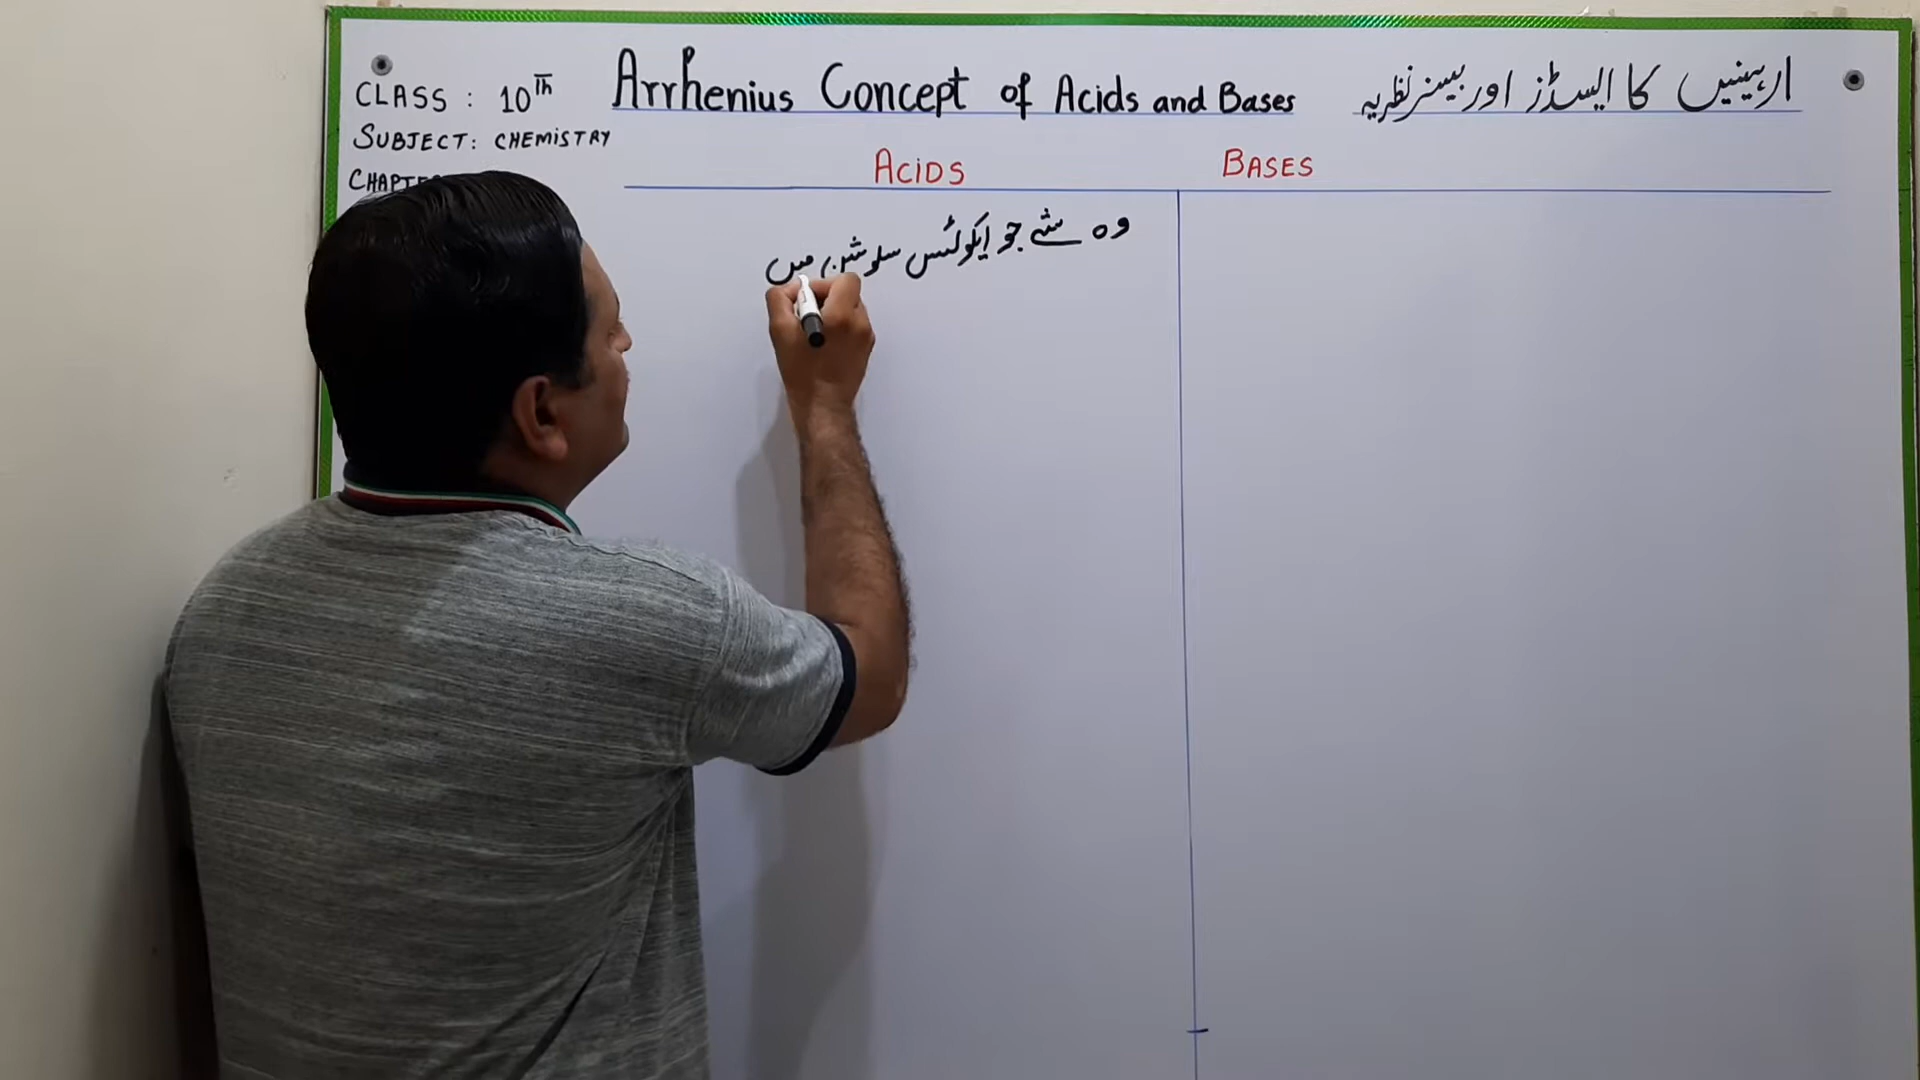 CLASS : 10th
Arrhenius Concept of Acids and Bases
ارہینیس کا ایسڈز اور بیسز نظریہ
SUBJECT: CHEMISTRY
ACIDS
BASES
وہ شے جو ایکوئس سلوشن میں